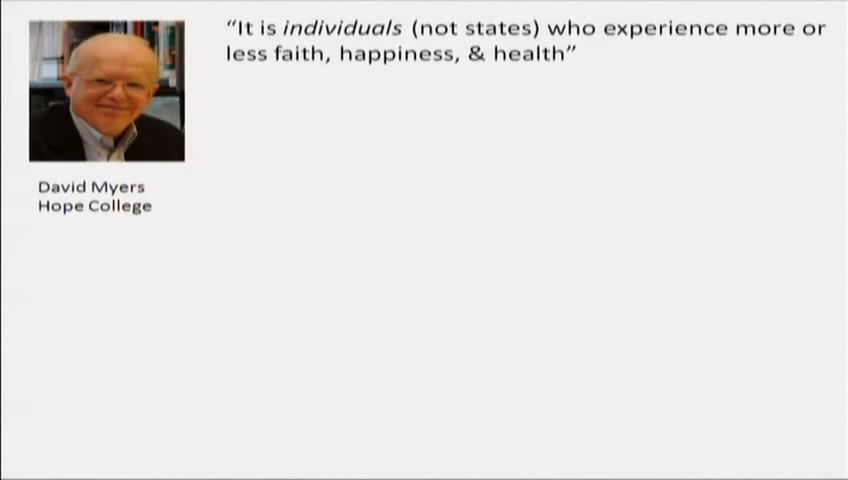 “It is individuals (not states) who experience more or
less faith, happiness, & health”
David Myers
Hope College